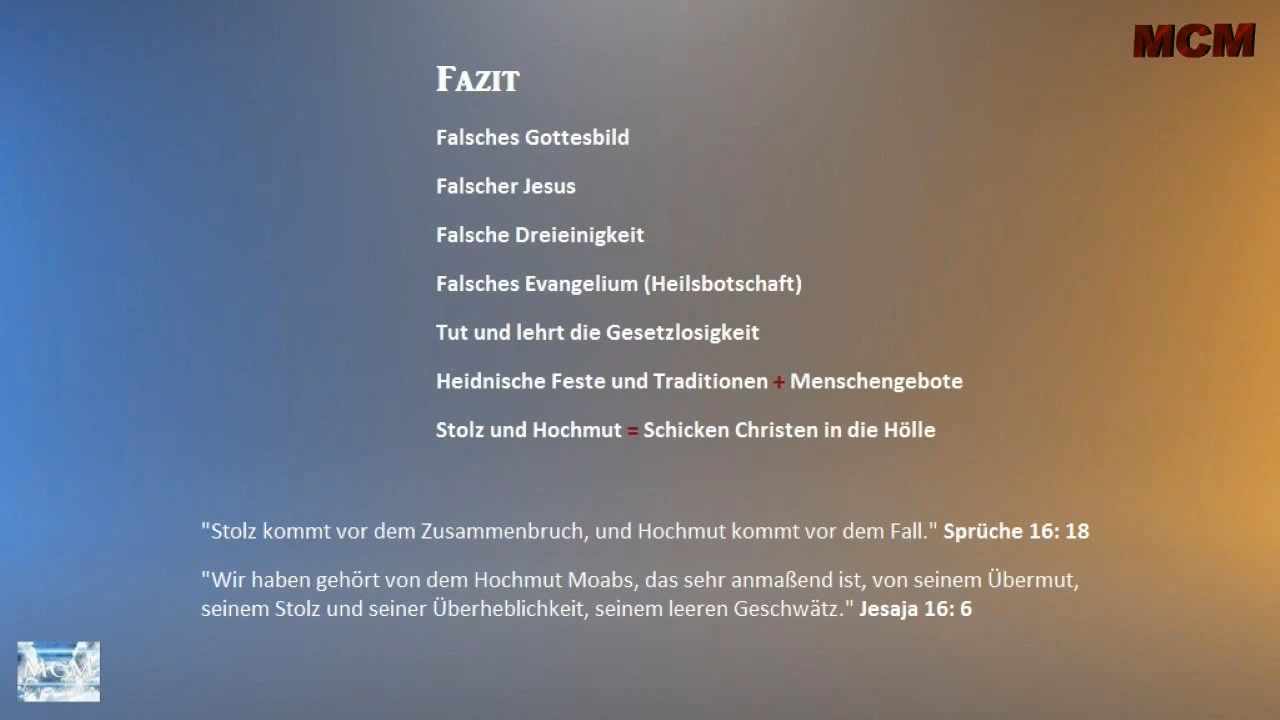 MCM
Fazit
Falsches Gottesbild
Falscher Jesus
Falsche Dreieinigkeit
Falsches Evangelium (Heilsbotschaft)
Tut und lehrt die Gesetzlosigkeit
Heidnische Feste und Traditionen + Menschengebote
Stolz und Hochmut = Schicken Christen in die Hölle
"Stolz kommt vor dem Zusammenbruch, und Hochmut kommt vor dem Fall." Sprüche 16: 18
"Wir haben gehört von dem Hochmut Moabs, das sehr anmaßend ist, von seinem Übermut,
seinem Stolz und seiner Überheblichkeit, seinem leeren Geschwätz." Jesaja 16: 6
MCM